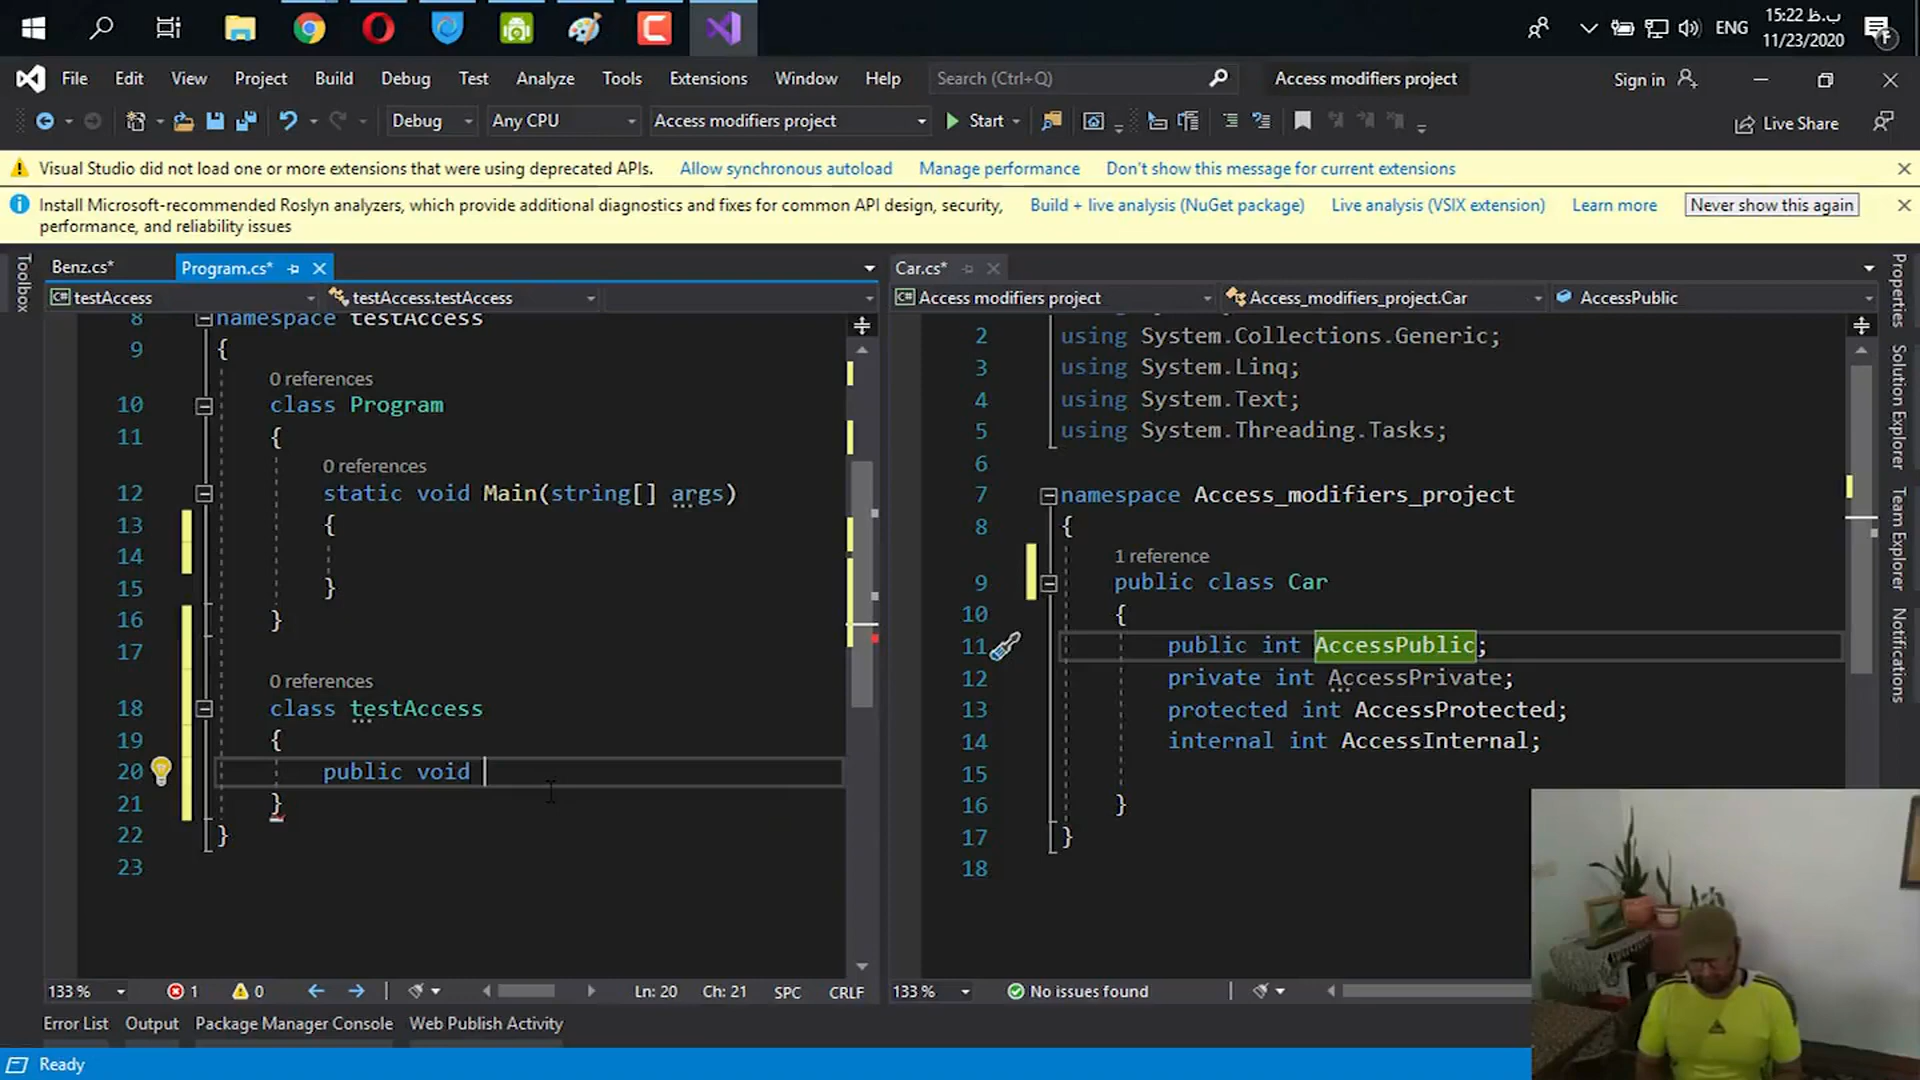 15:22 ب.ظ
ENG
11/23/2020
File Edit View Project Build Debug Test Analyze Tools Extensions Window Help Search (Ctrl+Q) Access modifiers project Sign in
Debug Any CPU Access modifiers project Start Live Share
Visual Studio did not load one or more extensions that were using deprecated APIs. Allow synchronous autoload Manage performance Don't show this message for current extensions
Install Microsoft-recommended Roslyn analyzers, which provide additional diagnostics and fixes for common API design, security, Build + live analysis (NuGet package) Live analysis (VSIX extension) Learn more Never show this again
performance, and reliability issues
Toolbox
Benz.cs* Program.cs*
testAccess testAccess.testAccess
8 namespace testAccess
9 {
0 references
10 class Program
11 {
0 references
12 static void Main(string[] args)
13 {
14
15 }
16 }
17
0 references
18 class testAccess
19 {
20 public void
21 }
22 }
23
133 % 1 0 Ln: 20 Ch: 21 SPC CRLF
Car.cs*
Access modifiers project Access_modifiers_project.Car AccessPublic
2 using System.Collections.Generic;
3 using System.Linq;
4 using System.Text;
5 using System.Threading.Tasks;
6
7 namespace Access_modifiers_project
8 {
1 reference
9 public class Car
10 {
11 public int AccessPublic;
12 private int AccessPrivate;
13 protected int AccessProtected;
14 internal int AccessInternal;
15
16 }
17 }
18
133 % No issues found
Properties
Solution Explorer
Team Explorer
Notifications
Error List Output Package Manager Console Web Publish Activity
Ready